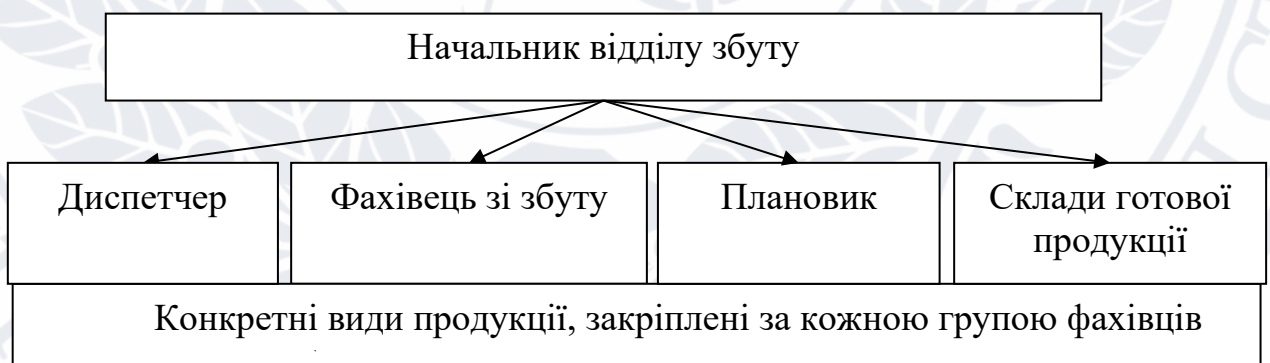 Начальник відділу збуту
Диспетчер
Фахівець зі збуту
Плановик
Склади готової
продукції
Конкретні види продукції, закріплені за кожною групою фахівців